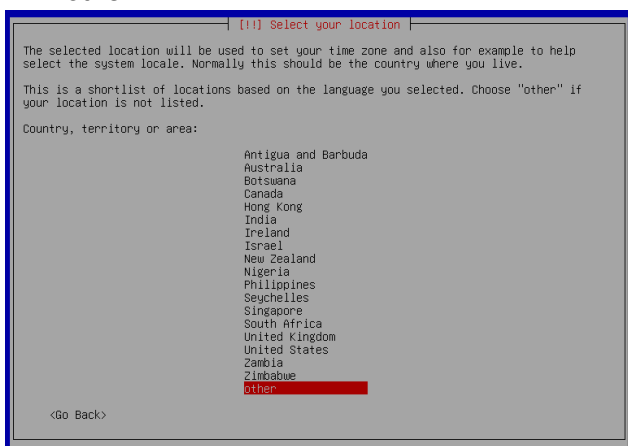 [!!] Select your location
The selected location will be used to set your time zone and also for example to help
select the system locale. Normally this should be the country where you live.
This is a shortlist of locations based on the language you selected. Choose "other" if
your location is not listed.
Country, territory or area:
Antigua and Barbuda
Australia
Botswana
Canada
Hong Kong
India
Ireland
Israel
New Zealand
Nigeria
Philippines
Seychelles
Singapore
South Africa
United Kingdom
United States
Zambia
Zimbabwe
other
<Go Back>